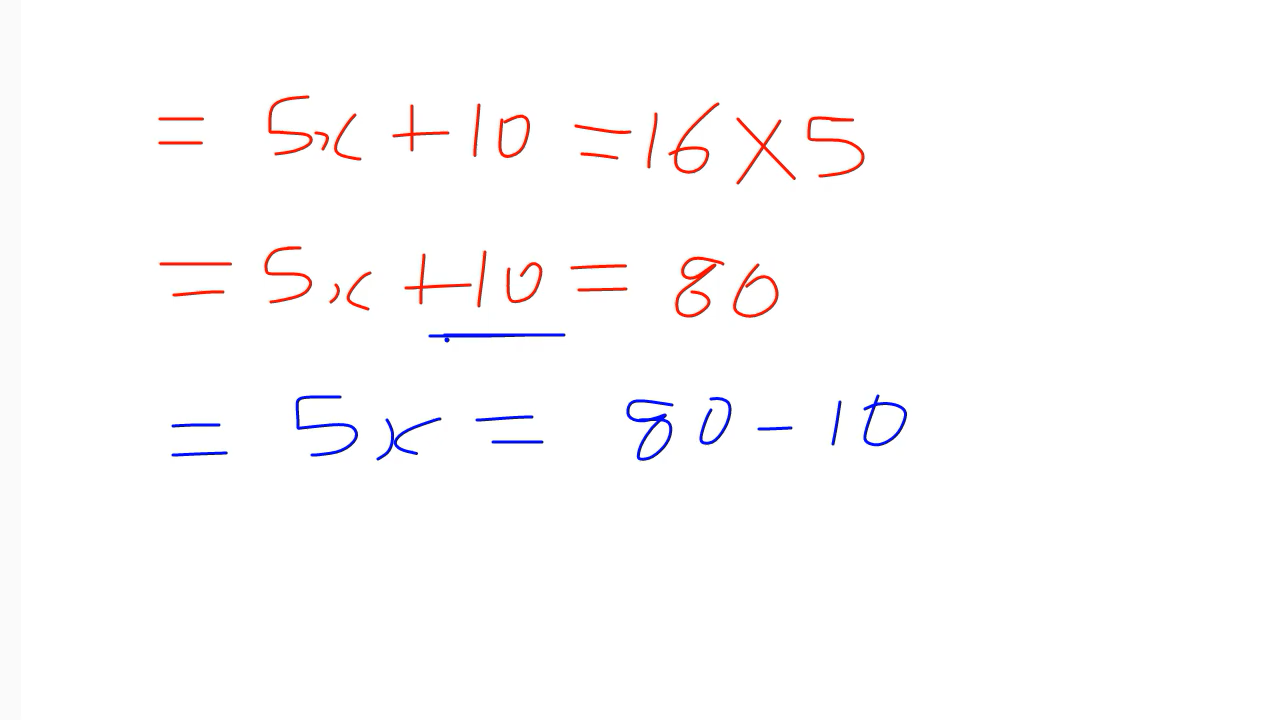 = 5x + 10 = 16 × 5
= 5x + 10 = 80
= 5x = 80 - 10